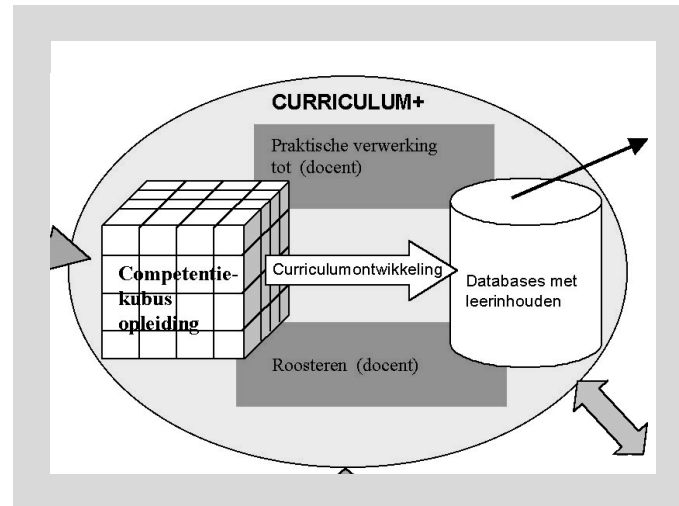 CURRICULUM+
Praktische verwerking
tot (docent)
Competentie-
kubus
opleiding
Curriculumontwikkeling
Databases met
leerinhouden
Roosteren (docent)